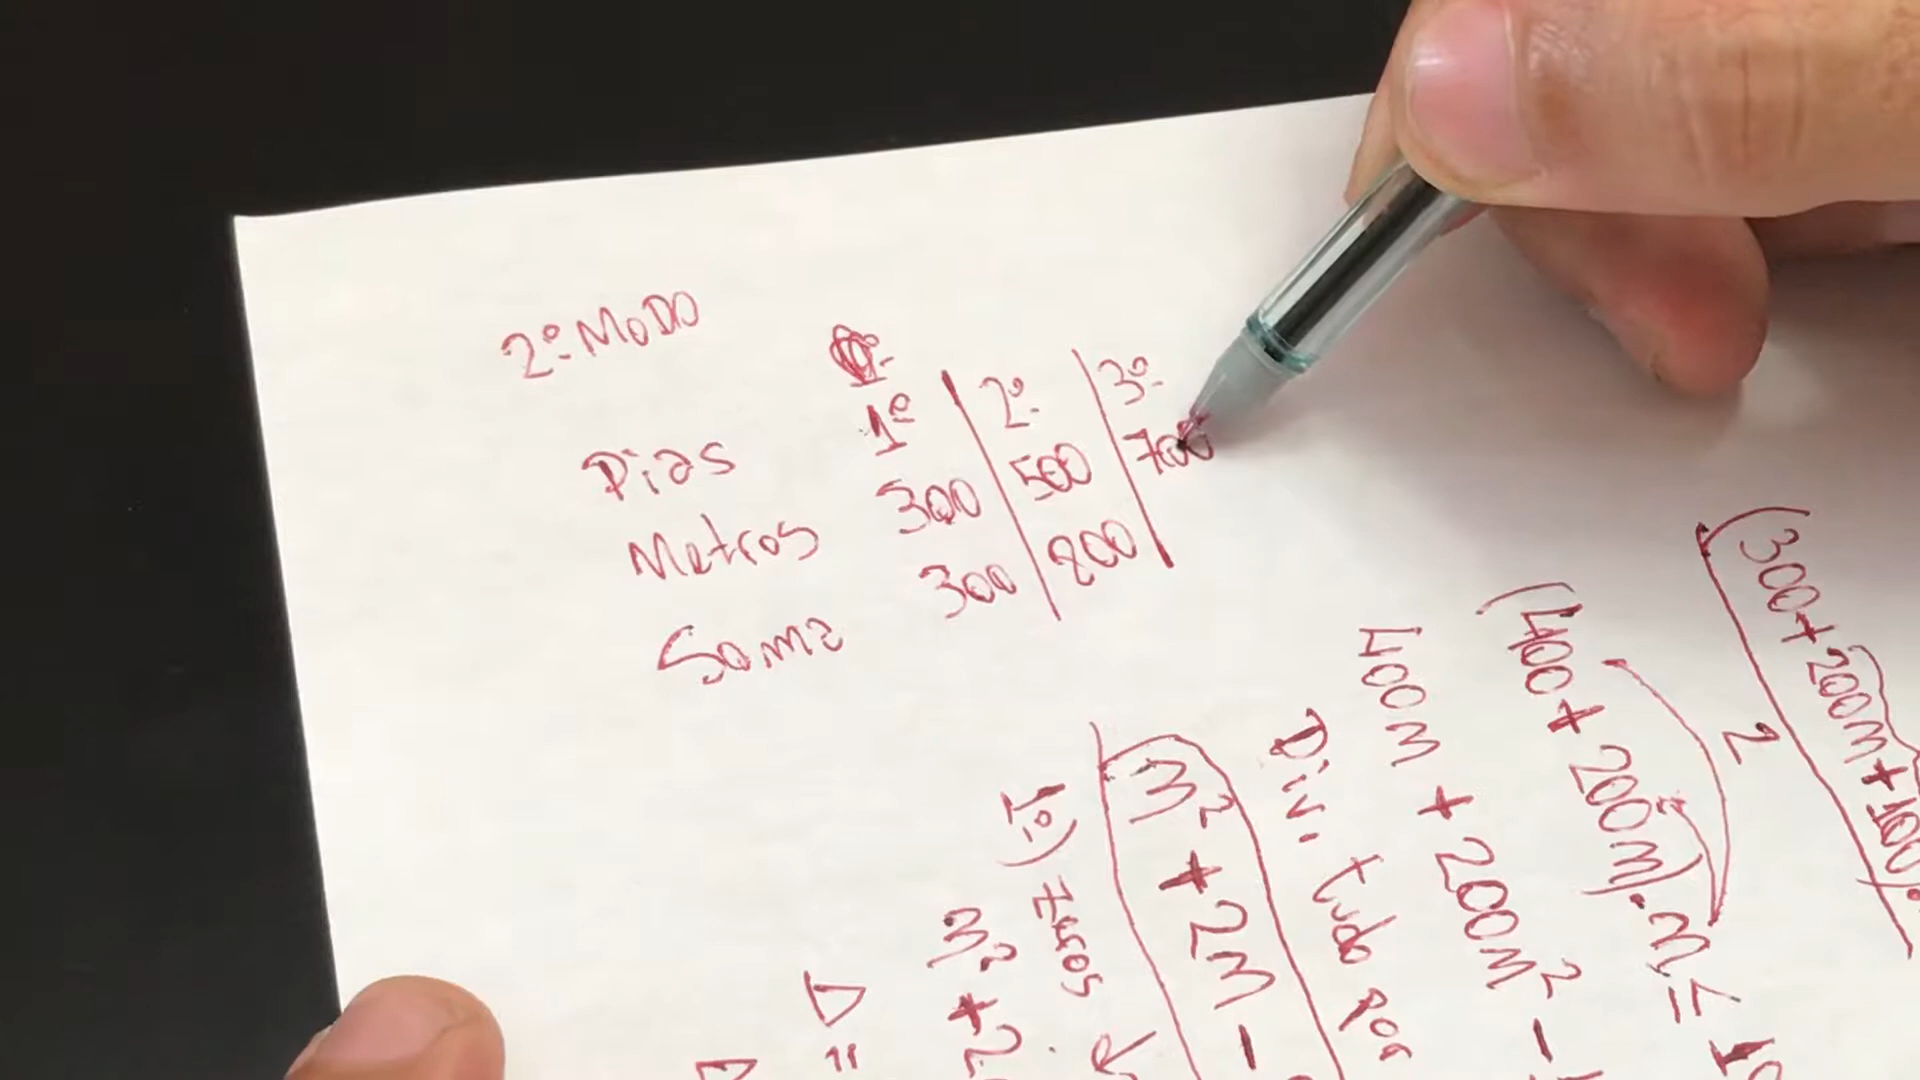 2º MODO
Dias 1º 2º 3º
Metros 300 500 700
Soma 300 800
(300+200M+100).
2
(400+200M).M ≤
400M + 200M² -
Div. tudo por
M² + 2M -
1º) Zeros
M² + 2
Δ =
Δ